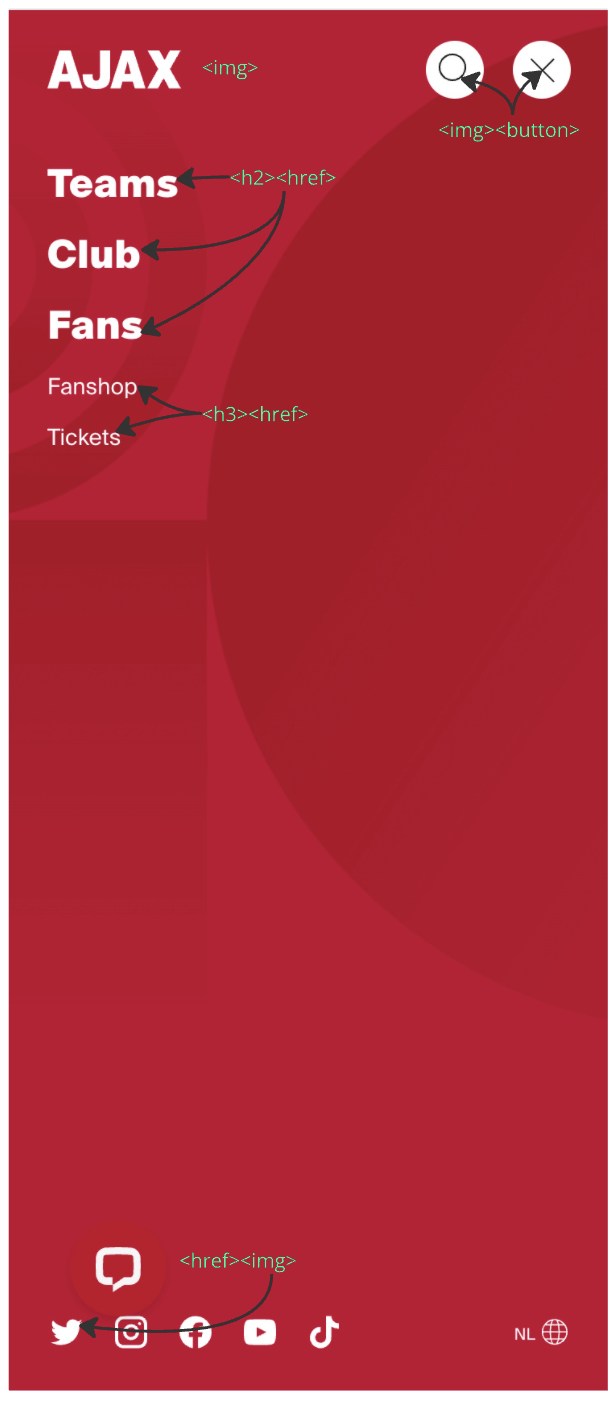 AJAX <img>
<img><button>
Teams <h2><href>
Club
Fans
Fanshop
<h3><href>
Tickets
<href><img>
NL